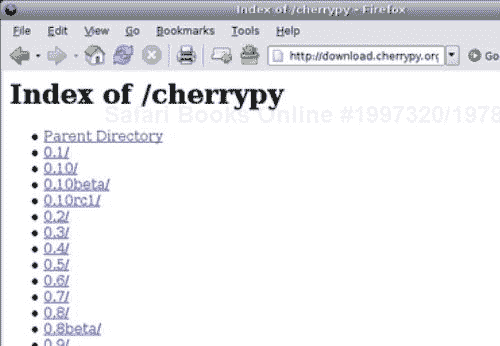 Index of /cherrypy - Firefox
File Edit View Go Bookmarks Tools Help
http://download.cherrypy.org Go
Index of /cherrypy
Safari Books Online #1997320/1978
Parent Directory
0.1/
0.10/
0.10beta/
0.10rc1/
0.2/
0.3/
0.4/
0.5/
0.6/
0.7/
0.8/
0.8beta/
0.9/